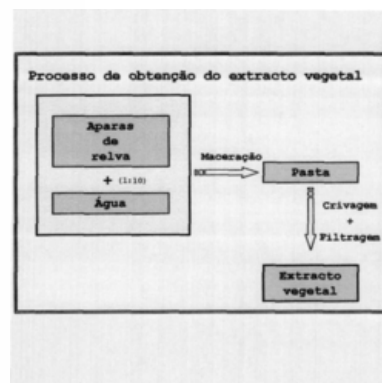 Processo de obtenção do extracto vegetal
Aparas
de
relva
+ (1:10)
Água
Maceração
Pasta
Crivagem
+
Filtragem
Extracto
vegetal